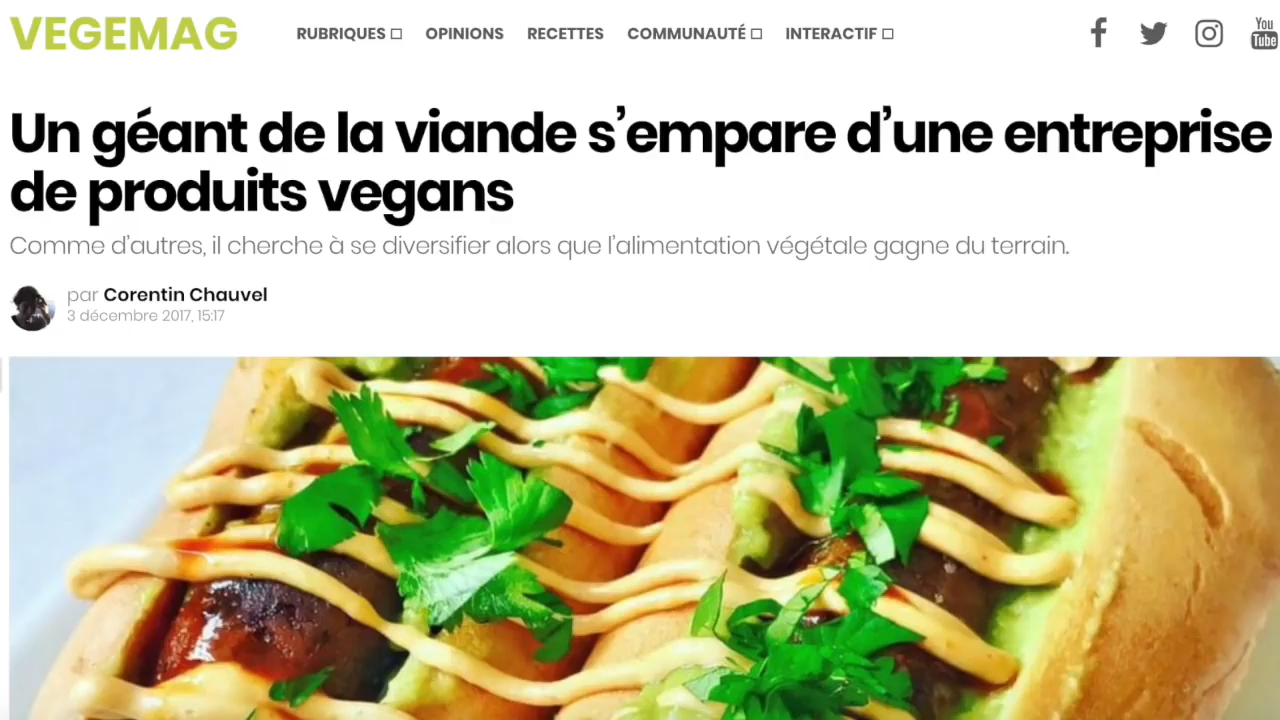 VEGEMAG
RUBRIQUES OPINIONS RECETTES COMMUNAUTÉ INTERACTIF
You
Tube
Un géant de la viande s’empare d’une entreprise
de produits vegans
Comme d’autres, il cherche à se diversifier alors que l’alimentation végétale gagne du terrain.
par Corentin Chauvel
3 décembre 2017, 15:17